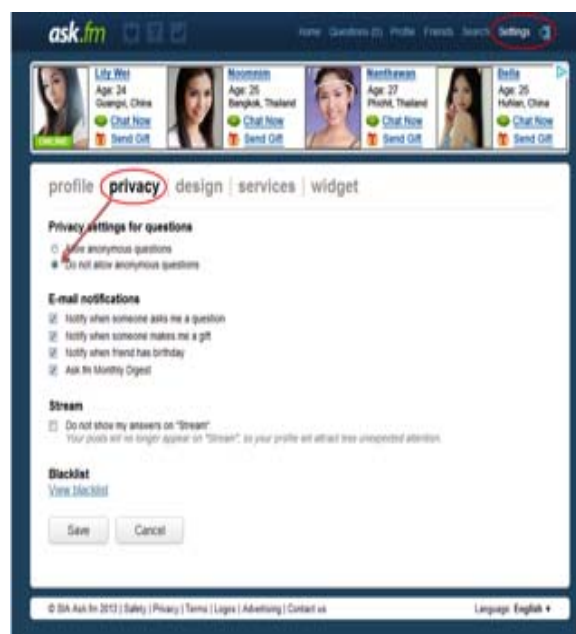 ask.fm
Home Questions (0) Profile Friends Search Settings
Lily Wei
Age: 24
Guangxi, China
Chat Now
Send Gift
ONLINE
Noomnim
Age: 25
Bangkok, Thailand
Chat Now
Send Gift
Nanthawan
Age: 27
Phichit, Thailand
Chat Now
Send Gift
Bella
Age: 25
HuNan, China
Chat Now
Send Gift
profile | privacy | design | services | widget
Privacy settings for questions
Allow anonymous questions
Do not allow anonymous questions
E-mail notifications
Notify when someone asks me a question
Notify when someone makes me a gift
Notify when friend has birthday
Ask fm Monthly Digest
Stream
Do not show my answers on "Stream".
Your posts will no longer appear on "Stream", so your profile will attract less unexpected attention.
Blacklist
View blacklist
Save
Cancel
© SIA Ask fm 2013 | Safety | Privacy | Terms | Logos | Advertising | Contact us
Language: English